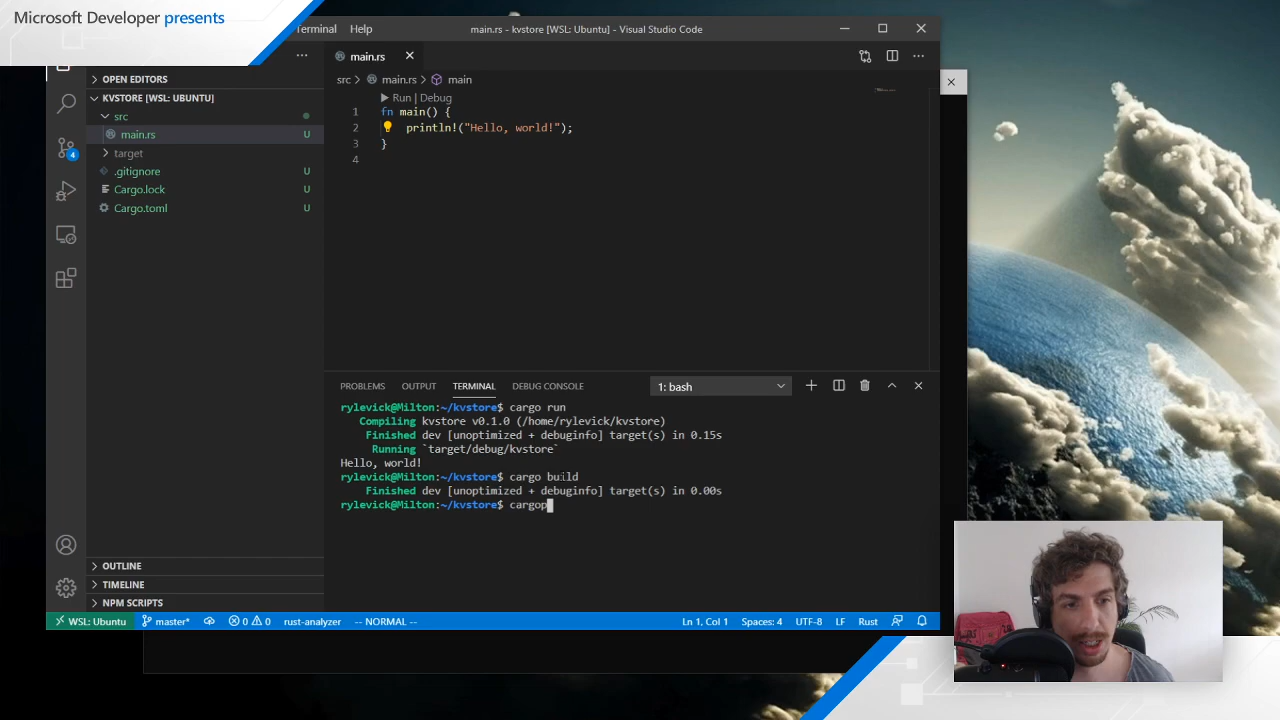 Microsoft Developer presents
Terminal Help
main.rs - kvstore [WSL: Ubuntu] - Visual Studio Code
main.rs
OPEN EDITORS
KVSTORE [WSL: UBUNTU]
src
main.rs U
target
.gitignore U
Cargo.lock U
Cargo.toml U
4
OUTLINE
TIMELINE
NPM SCRIPTS
src > main.rs > main
Run | Debug
1 fn main() {
2 println!("Hello, world!");
3 }
4
PROBLEMS OUTPUT TERMINAL DEBUG CONSOLE 1: bash
rylevick@Milton:~/kvstore$ cargo run
Compiling kvstore v0.1.0 (/home/rylevick/kvstore)
Finished dev [unoptimized + debuginfo] target(s) in 0.15s
Running `target/debug/kvstore`
Hello, world!
rylevick@Milton:~/kvstore$ cargo build
Finished dev [unoptimized + debuginfo] target(s) in 0.00s
rylevick@Milton:~/kvstore$ cargop
WSL: Ubuntu master* 0 0 rust-analyzer -- NORMAL -- Ln 1, Col 1 Spaces: 4 UTF-8 LF Rust